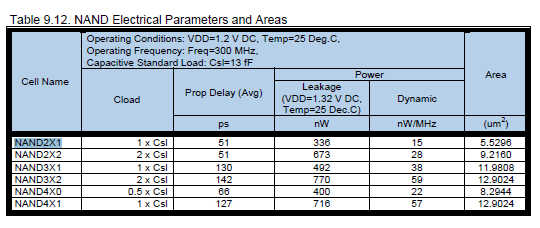 Table 9.12. NAND Electrical Parameters and Areas
Operating Conditions: VDD=1.2 V DC, Temp=25 Deg.C,
Operating Frequency: Freq=300 MHz,
Capacitive Standard Load: Csl=13 fF
Cell Name Cload Prop Delay (Avg) Power Area
Leakage
(VDD=1.32 V DC,
Temp=25 Dec.C) Dynamic
ps nW nW/MHz (um²)
NAND2X1 1 x Csl 51 336 15 5.5296
NAND2X2 2 x Csl 51 673 28 9.2160
NAND3X1 1 x Csl 130 492 38 11.9808
NAND3X2 2 x Csl 142 770 59 12.9024
NAND4X0 0.5 x Csl 66 400 22 8.2944
NAND4X1 1 x Csl 127 716 57 12.9024